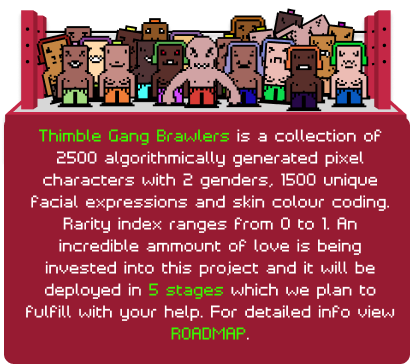 Thimble Gang Brawlers is a collection of
2500 algorithmically generated pixel
characters with 2 genders, 1500 unique
facial expressions and skin colour coding.
Rarity index ranges from 0 to 1. An
incredible ammount of love is being
invested into this project and it will be
deployed in 5 stages which we plan to
fulfill with your help. For detailed info view
ROADMAP.